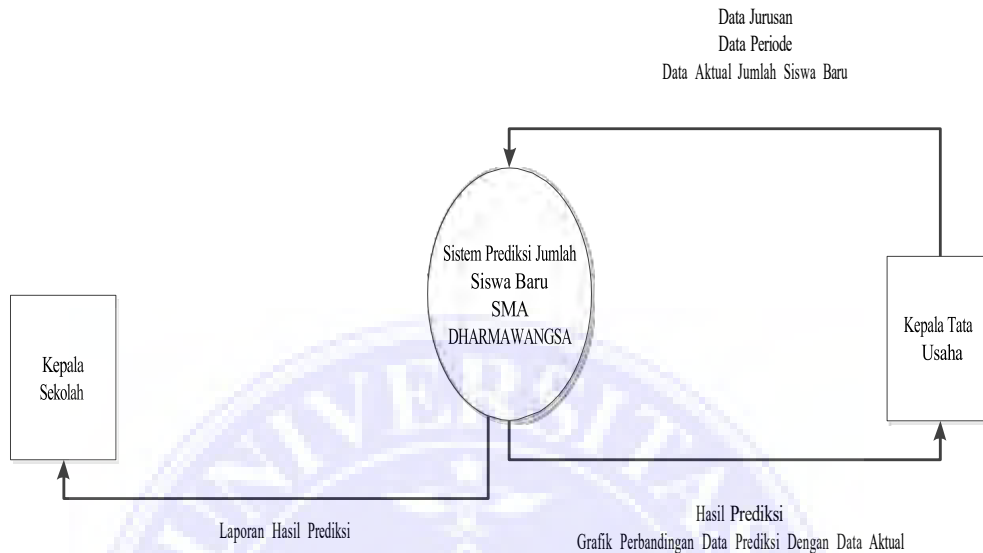 Data Jurusan
Data Periode
Data Aktual Jumlah Siswa Baru
Sistem Prediksi Jumlah
Siswa Baru
SMA
DHARMAWANGSA
Kepala Tata
Usaha
Kepala
Sekolah
UNIVERSITA
Laporan Hasil Prediksi
Hasil Prediksi
Grafik Perbandingan Data Prediksi Dengan Data Aktual